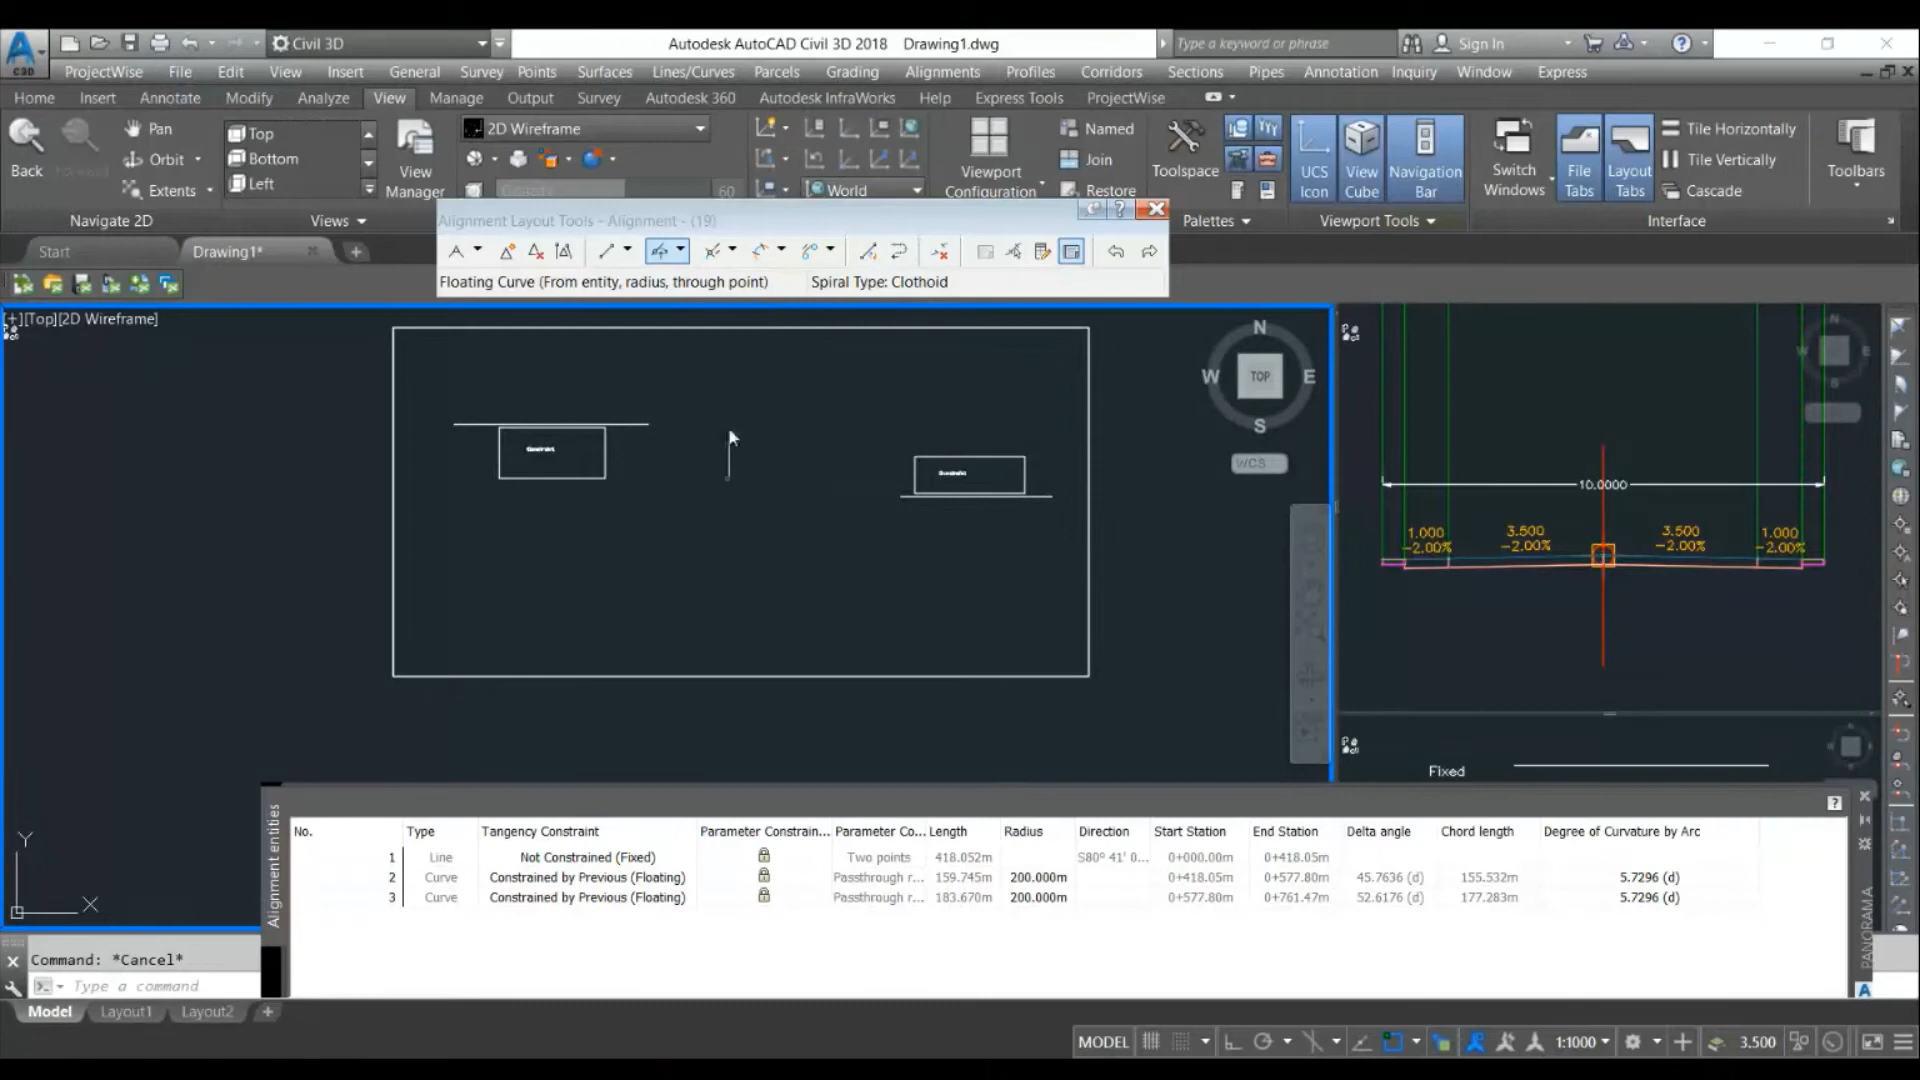 Civil 3D
Autodesk AutoCAD Civil 3D 2018 Drawing1.dwg
Type a keyword or phrase
Sign In
C3D
ProjectWise File Edit View Insert General Survey Points Surfaces Lines/Curves Parcels Grading Alignments Profiles Corridors Sections Pipes Annotation Inquiry Window Express
Home Insert Annotate Modify Analyze View Manage Output Survey Autodesk 360 Autodesk InfraWorks Help Express Tools ProjectWise
Back
Pan
Orbit
Extents
Top
Bottom
Left
View
Manager
2D Wireframe
60
World
Viewport
Configuration
Named
Join
Restore
Toolspace
UCS
Icon
View
Cube
Navigation
Bar
Switch
Windows
File
Tabs
Layout
Tabs
Tile Horizontally
Tile Vertically
Cascade
Toolbars
Navigate 2D
Views
Palettes
Viewport Tools
Interface
Alignment Layout Tools - Alignment - (19)
Floating Curve (From entity, radius, through point) Spiral Type: Clothoid
Start
Drawing1*
[+][Top][2D Wireframe]
N
W TOP E
S
WCS
N
W E
S
10.0000
1.000 3.500 3.500 1.000
-2.00% -2.00% -2.00% -2.00%
Fixed
Y
X
Alignment entities
No. Type Tangency Constraint Parameter Constrain... Parameter Co... Length Radius Direction Start Station End Station Delta angle Chord length Degree of Curvature by Arc
1 Line Not Constrained (Fixed) Two points 418.052m S80° 41' 0... 0+000.00m 0+418.05m
2 Curve Constrained by Previous (Floating) Passthrough r... 159.745m 200.000m 0+418.05m 0+577.80m 45.7636 (d) 155.532m 5.7296 (d)
3 Curve Constrained by Previous (Floating) Passthrough r... 183.670m 200.000m 0+577.80m 0+761.47m 52.6176 (d) 177.283m 5.7296 (d)
PANORAMA
Command: *Cancel*
Type a command
Model Layout1 Layout2
MODEL
1:1000
3.500